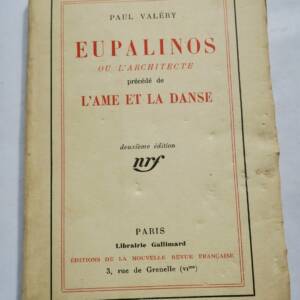 PAUL VALÉRY
EUPALINOS
OU L'ARCHITECTE
précédé de
L'AME ET LA DANSE
deuxième édition
nrf
PARIS
Librairie Gallimard
ÉDITIONS DE LA NOUVELLE REVUE FRANÇAISE
3, rue de Grenelle (VIme)